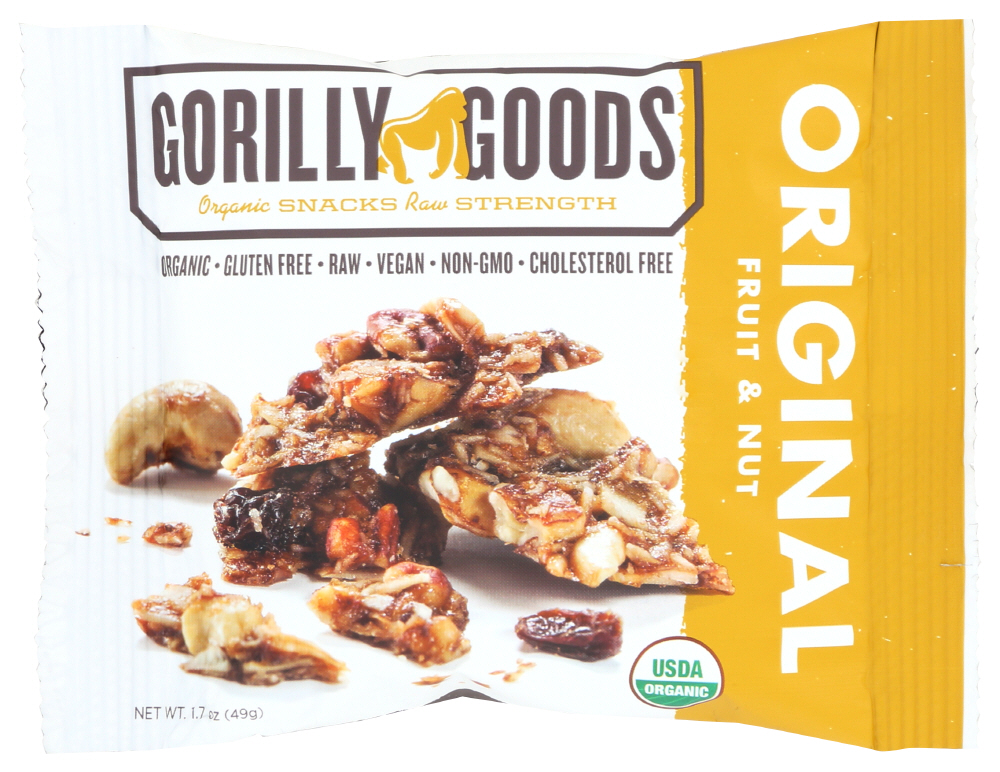 GORILLY GOODS
Organic SNACKS Raw STRENGTH
ORGANIC • GLUTEN FREE • RAW • VEGAN • NON-GMO • CHOLESTEROL FREE
ORIGINAL
FRUIT & NUT
USDA
ORGANIC
NET WT. 1.7 oz (49g)